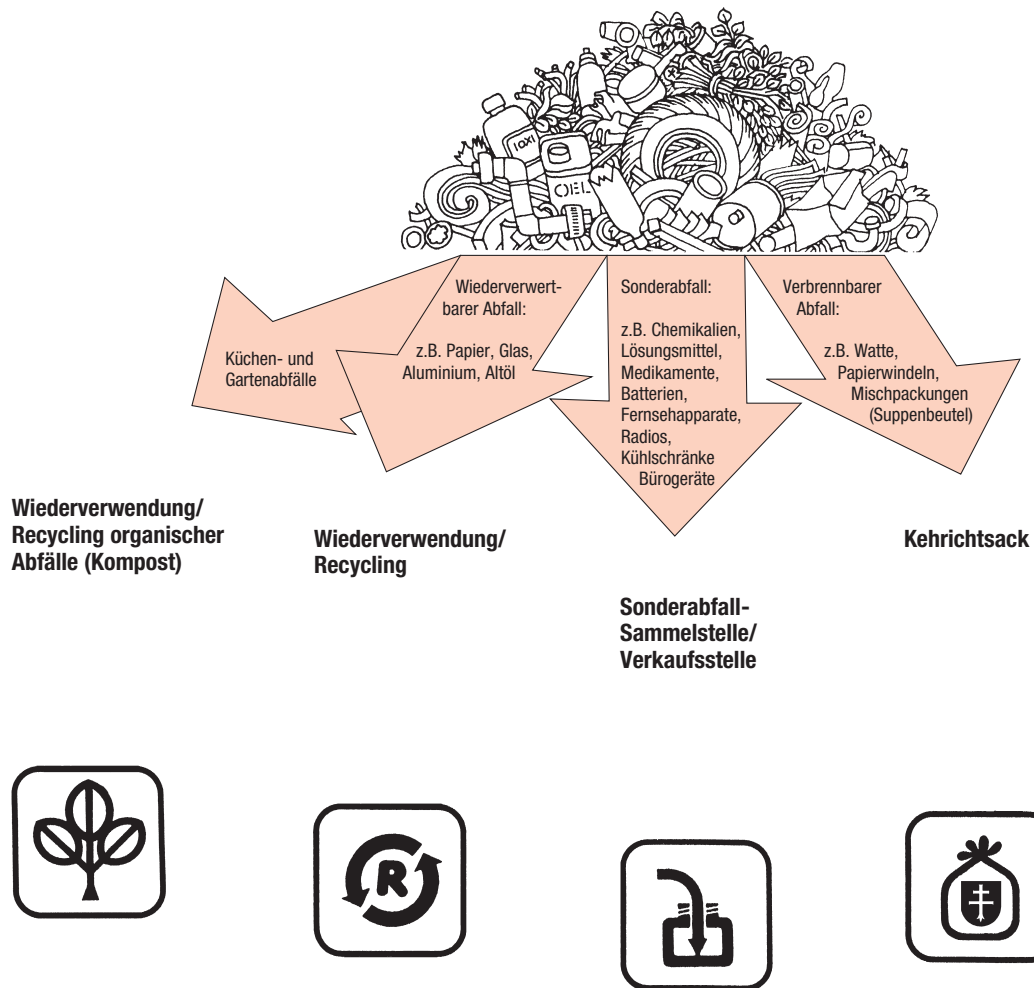 IOXI
OEL
Küchen- und
Gartenabfälle
Wiederverwert-
barer Abfall:
z.B. Papier, Glas,
Aluminium, Altöl
Sonderabfall:
z.B. Chemikalien,
Lösungsmittel,
Medikamente,
Batterien,
Fernsehapparate,
Radios,
Kühlschränke
Bürogeräte
Verbrennbarer
Abfall:
z.B. Watte,
Papierwindeln,
Mischpackungen
(Suppenbeutel)
Wiederverwendung/
Recycling organischer
Abfälle (Kompost)
Wiederverwendung/
Recycling
Sonderabfall-
Sammelstelle/
Verkaufsstelle
Kehrichtsack
R